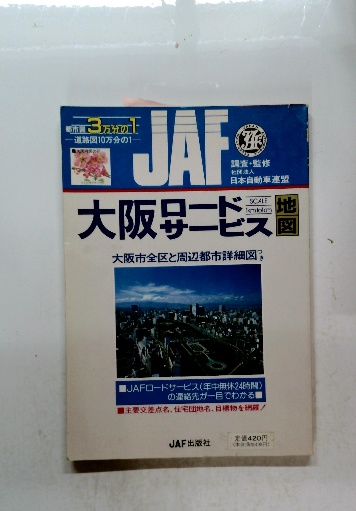 都市図3万分の1
道路図10万分の1
JAF
調査・監修
社団法人
日本自動車連盟
大阪ロードサービス地図
SCALE
大阪市全区と周辺都市詳細図つき
■JAFロードサービス〈年中無休24時間〉
の連絡先が一目でわかる■
■主要交差点名、住宅団地名、目標物を網羅!
JAF出版社
定価420円